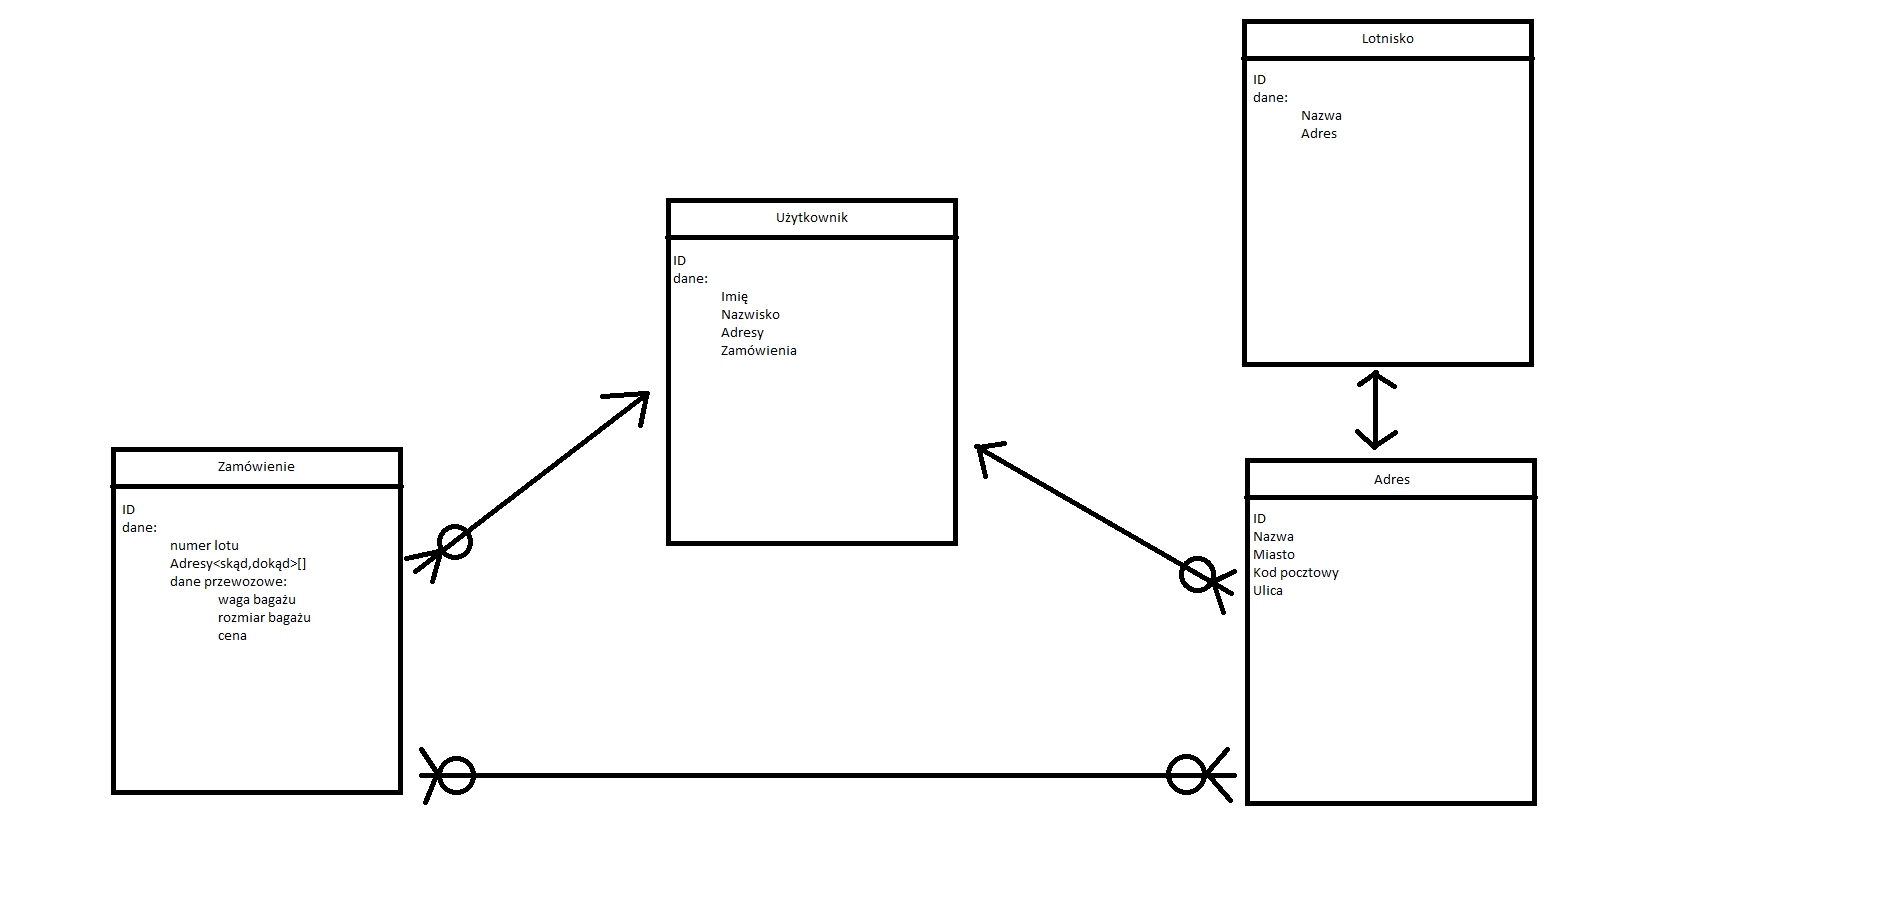 Lotnisko
ID
dane:
Nazwa
Adres
Użytkownik
ID
dane:
Imię
Nazwisko
Adresy
Zamówienia
Zamówienie
ID
dane:
numer lotu
Adresy<skąd,dokąd>[]
dane przewozowe:
waga bagażu
rozmiar bagażu
cena
Adres
ID
Nazwa
Miasto
Kod pocztowy
Ulica